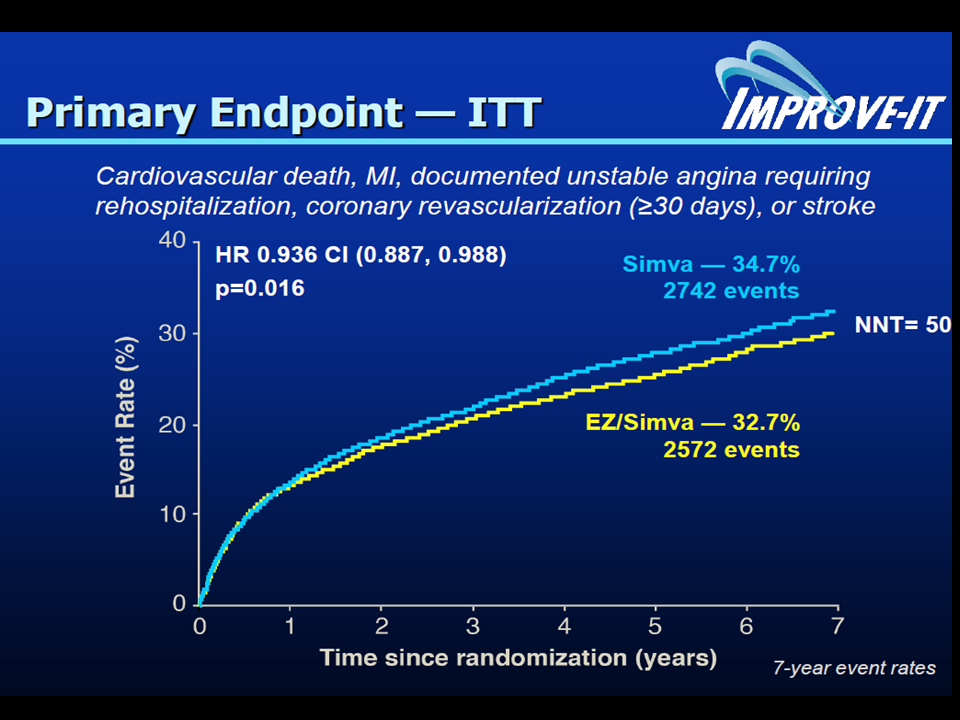 Primary Endpoint — ITT
IMPROVE-IT
Cardiovascular death, MI, documented unstable angina requiring
rehospitalization, coronary revascularization (≥30 days), or stroke
HR 0.936 CI (0.887, 0.988)
p=0.016
Simva — 34.7%
2742 events
NNT= 50
EZ/Simva — 32.7%
2572 events
Event Rate (%)
40
30
20
10
0
0 1 2 3 4 5 6 7
Time since randomization (years)
7-year event rates